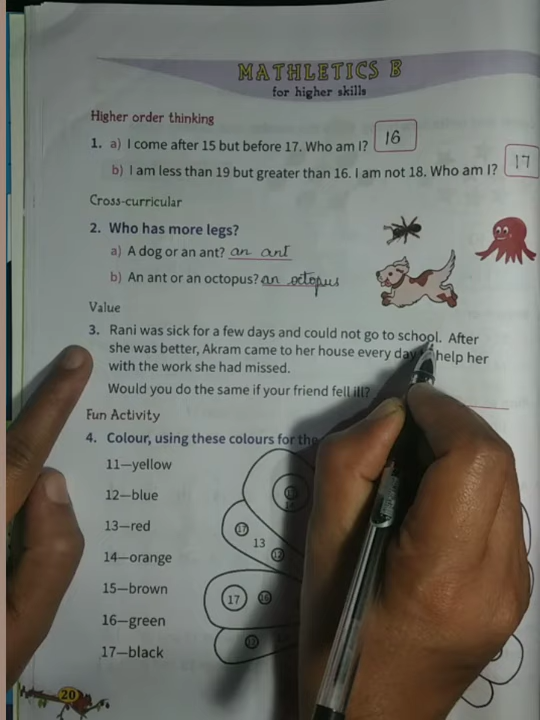 MATHLETICS B
for higher skills
Higher order thinking
1. a) I come after 15 but before 17. Who am I? 16
b) I am less than 19 but greater than 16. I am not 18. Who am I? 17
Cross-curricular
2. Who has more legs?
a) A dog or an ant? an ant
b) An ant or an octopus? an octopus
Value
3. Rani was sick for a few days and could not go to school. After
she was better, Akram came to her house every day help her
with the work she had missed.
Would you do the same if your friend fell ill?
Fun Activity
4. Colour, using these colours for the
11—yellow
12—blue
13—red
14—orange
15—brown
16—green
17—black
17
13
17
16
20